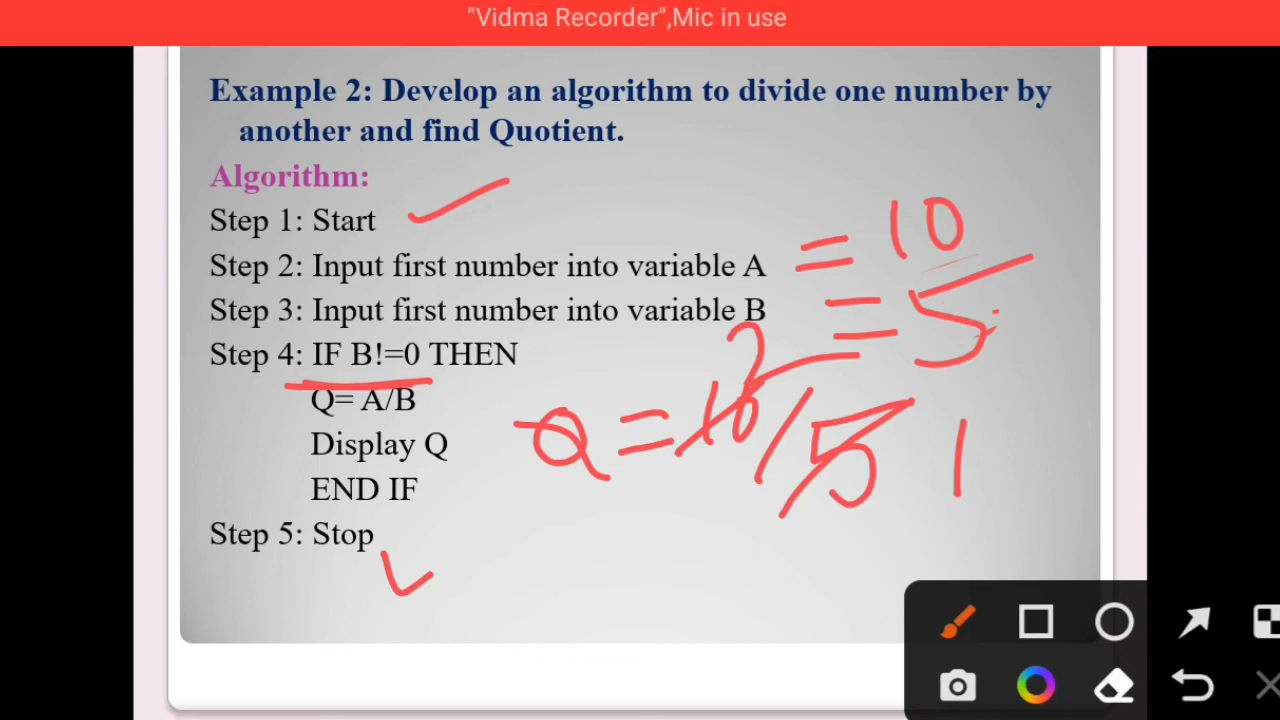 "Vidma Recorder",Mic in use
Example 2: Develop an algorithm to divide one number by
another and find Quotient.
Algorithm:
Step 1: Start
Step 2: Input first number into variable A = 10
Step 3: Input first number into variable B = 5
Step 4: IF B!=0 THEN
2
Q= A/B
Q = 10/5 1
Display Q
END IF
Step 5: Stop